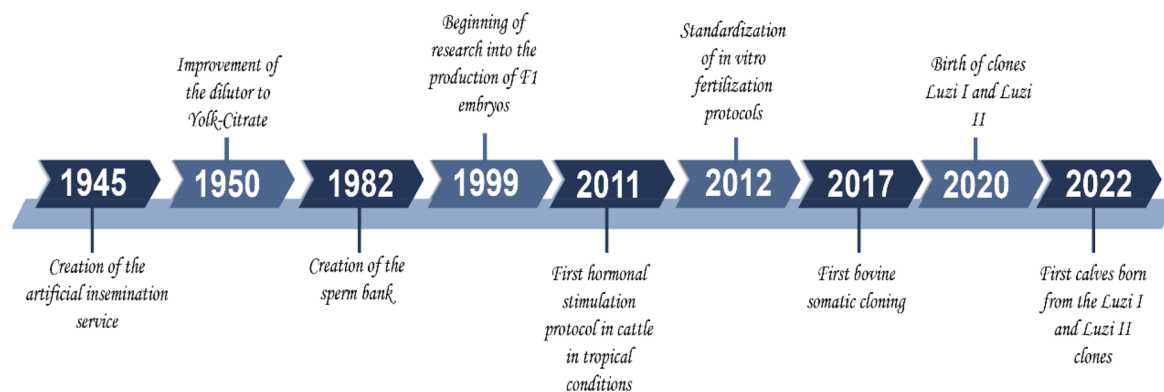 1945
Creation of the
artificial insemination
service
Improvement of
the dilutor to
Yolk-Citrate
1950
1982
Creation of the
sperm bank
Beginning of
research into the
production of F1
embryos
1999
2011
First hormonal
stimulation
protocol in cattle
in tropical
conditions
Standardization
of in vitro
fertilization
protocols
2012
2017
First bovine
somatic cloning
Birth of clones
Luzi I and Luzi
II
2020
2022
First calves born
from the Luzi I
and Luzi II
clones